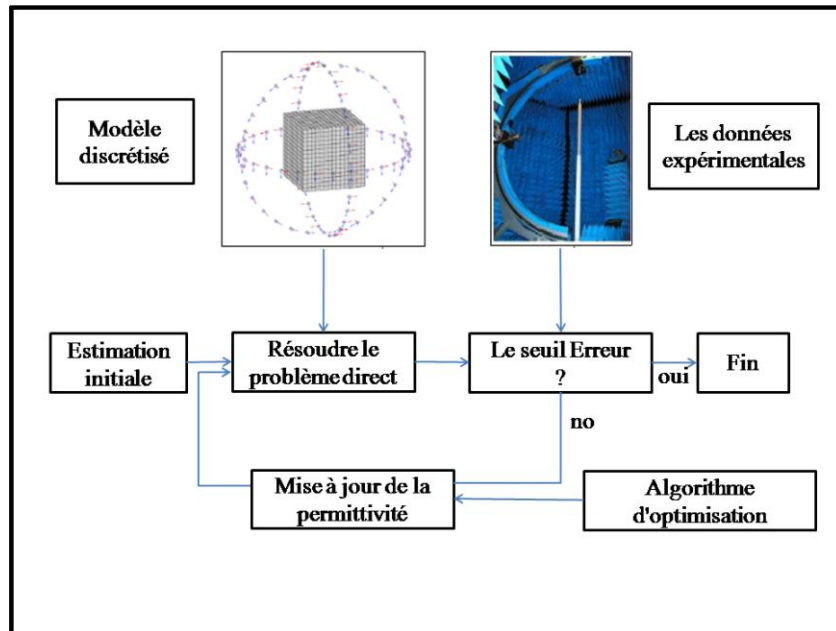 Modèle
discrétisé
Les données
expérimentales
Estimation
initiale
Résoudre le
problème direct
Le seuil Erreur
?
oui
Fin
no
Mise à jour de la
permittivité
Algorithme
d'optimisation